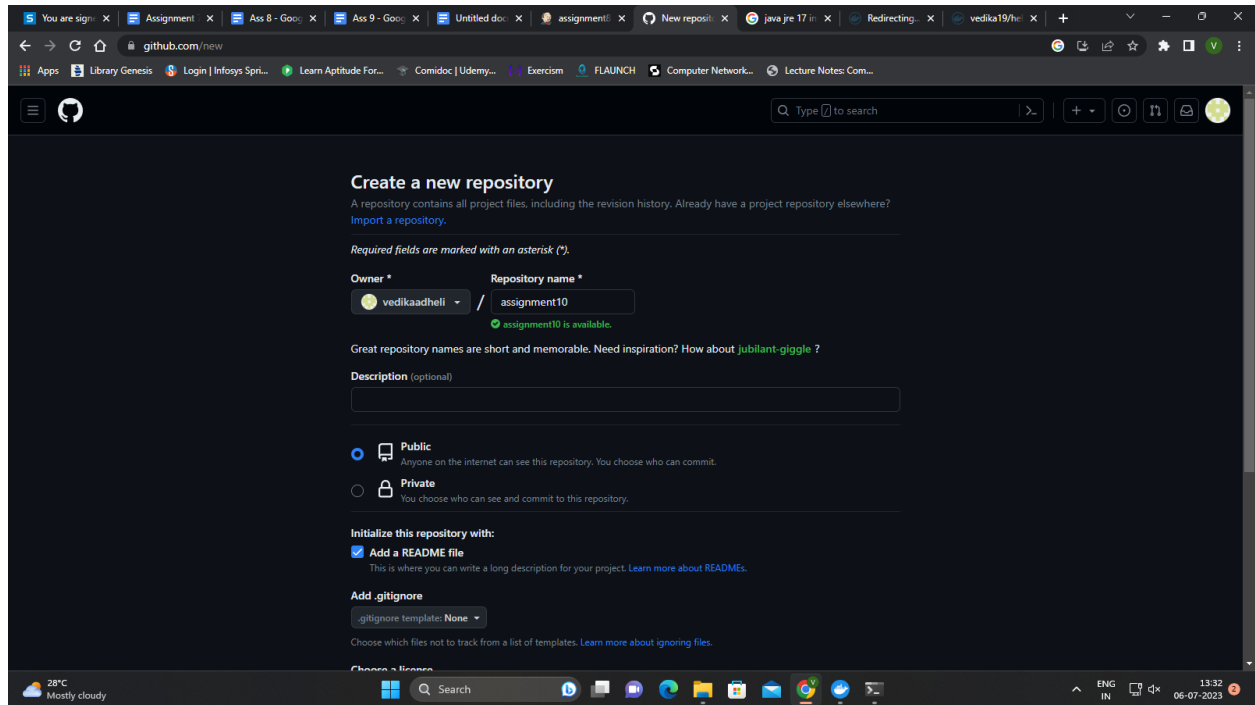 You are signe
Assignment
Ass 8 - Goog
Ass 9 - Goog
Untitled doc
assignment8
New reposit
java jre 17 in
Redirecting...
vedika19/hel
github.com/new
Apps
Library Genesis
Login | Infosys Spri...
Learn Aptitude For...
Comidoc | Udemy...
Exercism
FLAUNCH
Computer Network...
Lecture Notes: Com...
Type / to search
Create a new repository
A repository contains all project files, including the revision history. Already have a project repository elsewhere?
Import a repository.
Required fields are marked with an asterisk (*).
Owner * Repository name *
vedikaadheli / assignment10
assignment10 is available.
Great repository names are short and memorable. Need inspiration? How about jubilant-giggle ?
Description (optional)
Public
Anyone on the internet can see this repository. You choose who can commit.
Private
You choose who can see and commit to this repository.
Initialize this repository with:
Add a README file
This is where you can write a long description for your project. Learn more about READMEs.
Add .gitignore
.gitignore template: None
Choose which files not to track from a list of templates. Learn more about ignoring files.
Choose a license
28°C
Mostly cloudy
Search
ENG
IN
13:32
06-07-2023
2